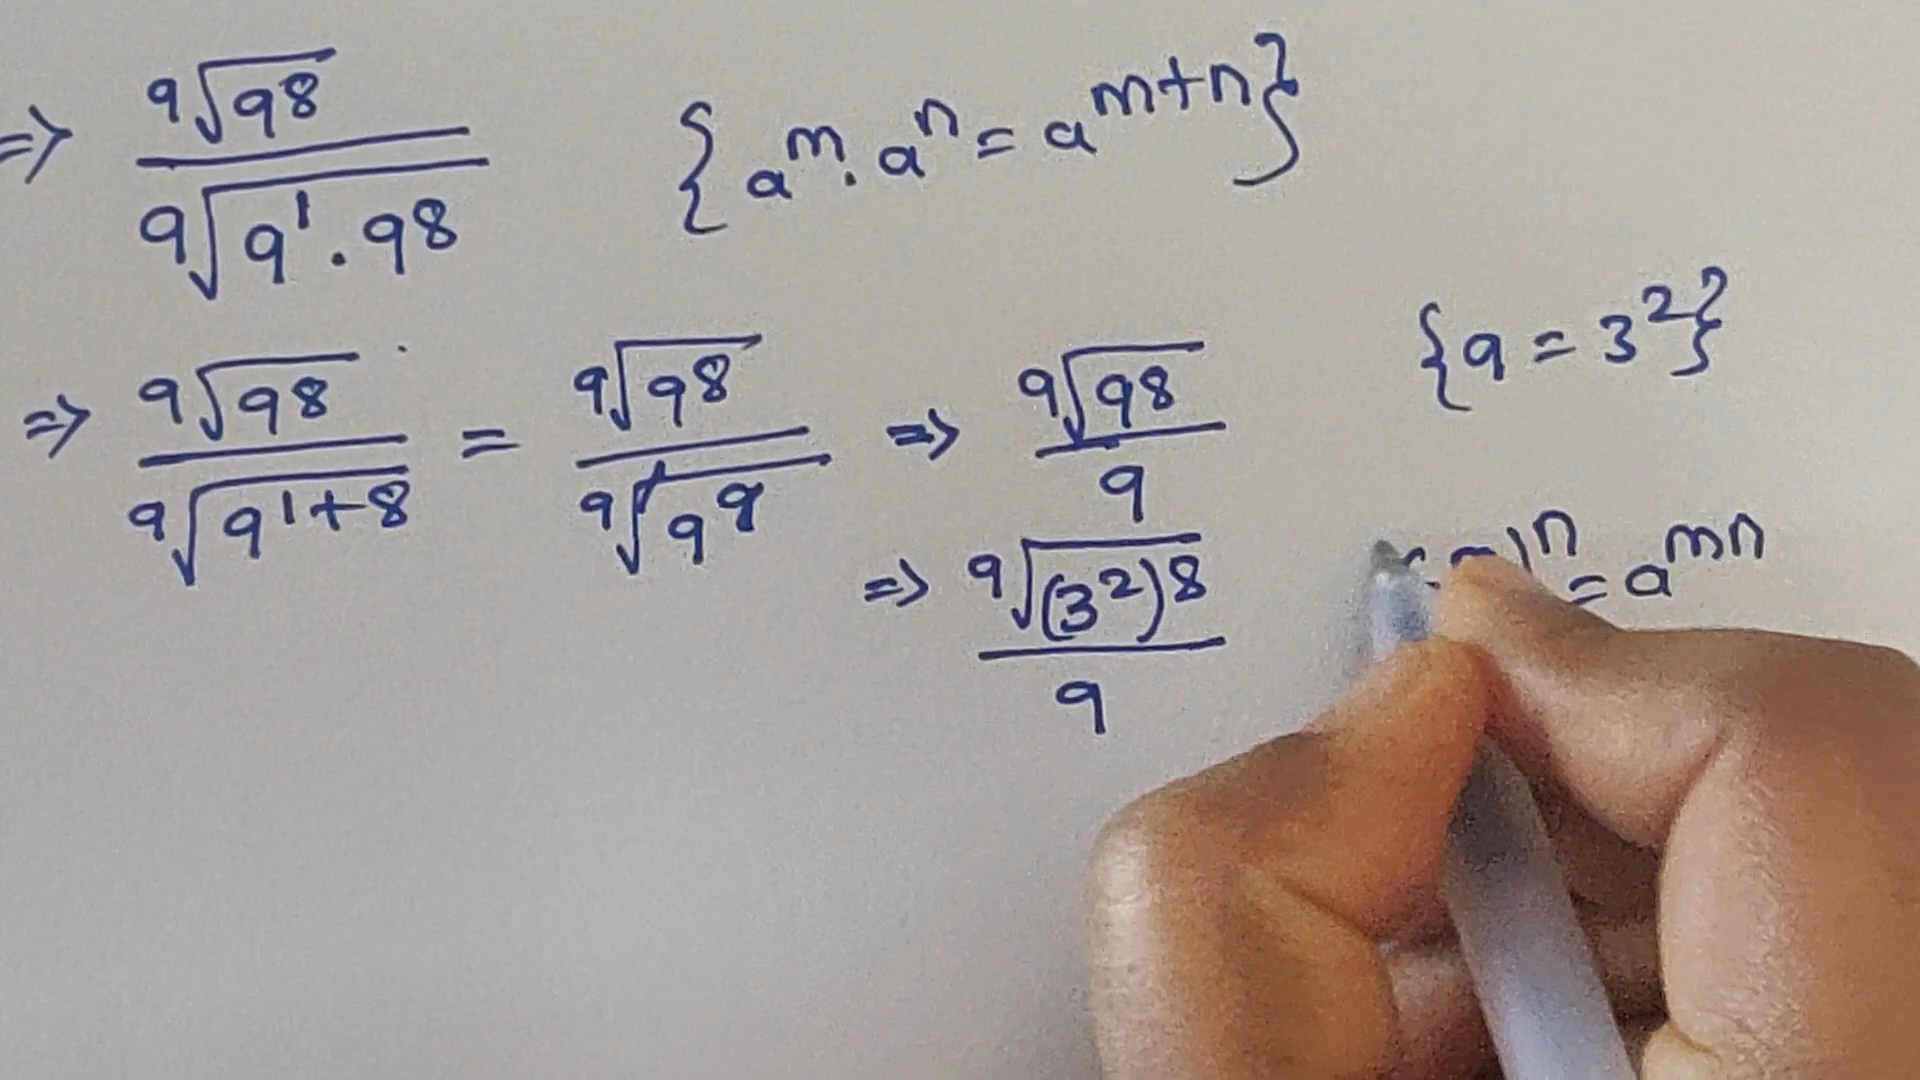 ⇒ ⁹√9⁸ / ⁹√9¹·9⁸ {aᵐ·aⁿ = aᵐ⁺ⁿ}
⇒ ⁹√9⁸ / ⁹√9¹⁺⁸ = ⁹√9⁸ / ⁹√9⁹ ⇒ ⁹√9⁸ / 9 {9 = 3²}
⇒ ⁹√(3²)⁸ / 9 )ⁿ = aᵐⁿ